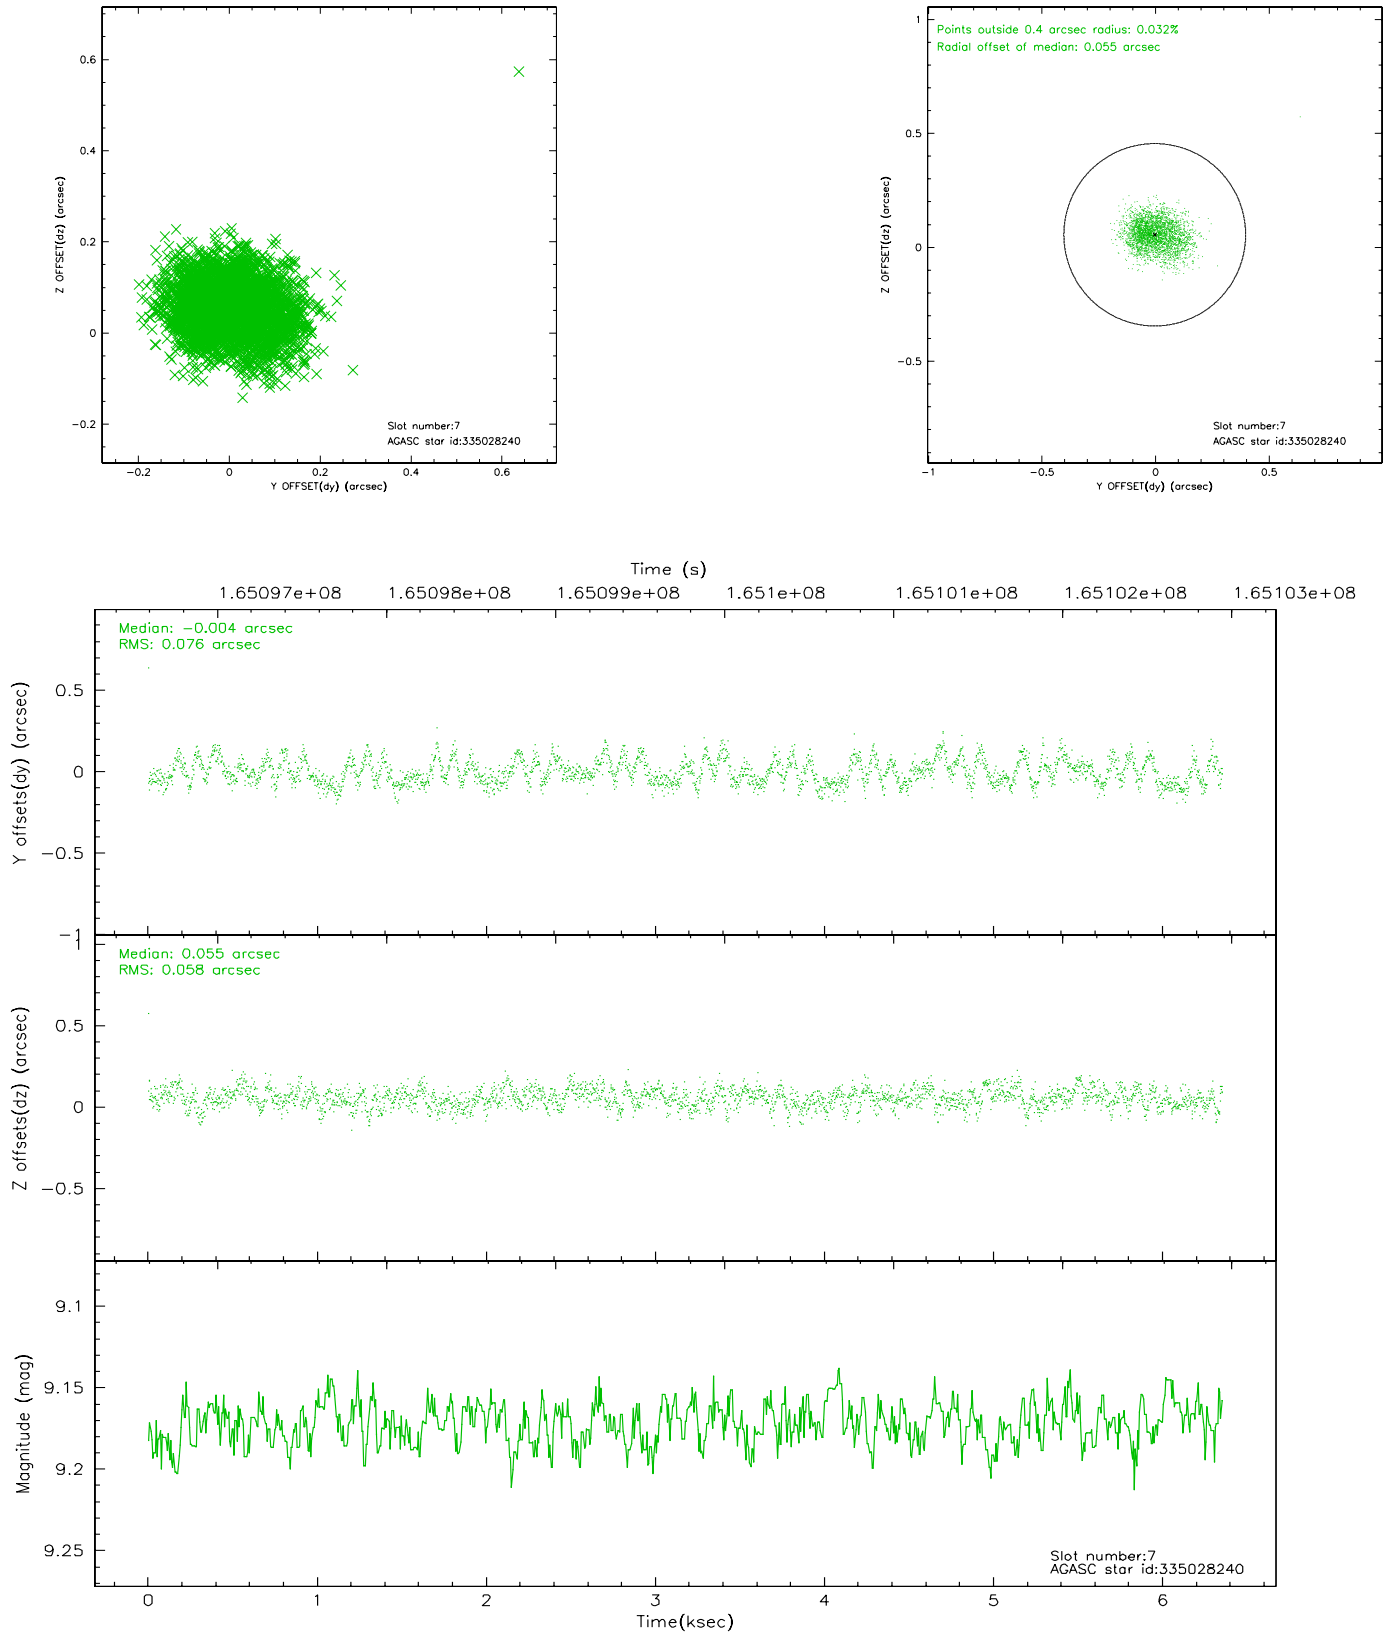 0.6
0.4
0.2
0
−0.2
Z OFFSET(dz) (arcsec)
Slot number:7
AGASC star id:335028240
−0.2 0 0.2 0.4 0.6
Y OFFSET(dy) (arcsec)
1
0.5
0
−0.5
Z OFFSET(dz) (arcsec)
Points outside 0.4 arcsec radius: 0.032%
Radial offset of median: 0.055 arcsec
Slot number:7
AGASC star id:335028240
−1 −0.5 0 0.5
Y OFFSET(dy) (arcsec)
Time (s)
1.65097e+08 1.65098e+08 1.65099e+08 1.651e+08 1.65101e+08 1.65102e+08 1.65103e+08
Median: −0.004 arcsec
RMS: 0.076 arcsec
0.5
0
−0.5
−1
Y offsets(dy) (arcsec)
Median: 0.055 arcsec
RMS: 0.058 arcsec
1
0.5
0
−0.5
Z offsets(dz) (arcsec)
9.1
9.15
9.2
9.25
Magnitude (mag)
Slot number:7
AGASC star id:335028240
0 1 2 3 4 5 6
Time(ksec)